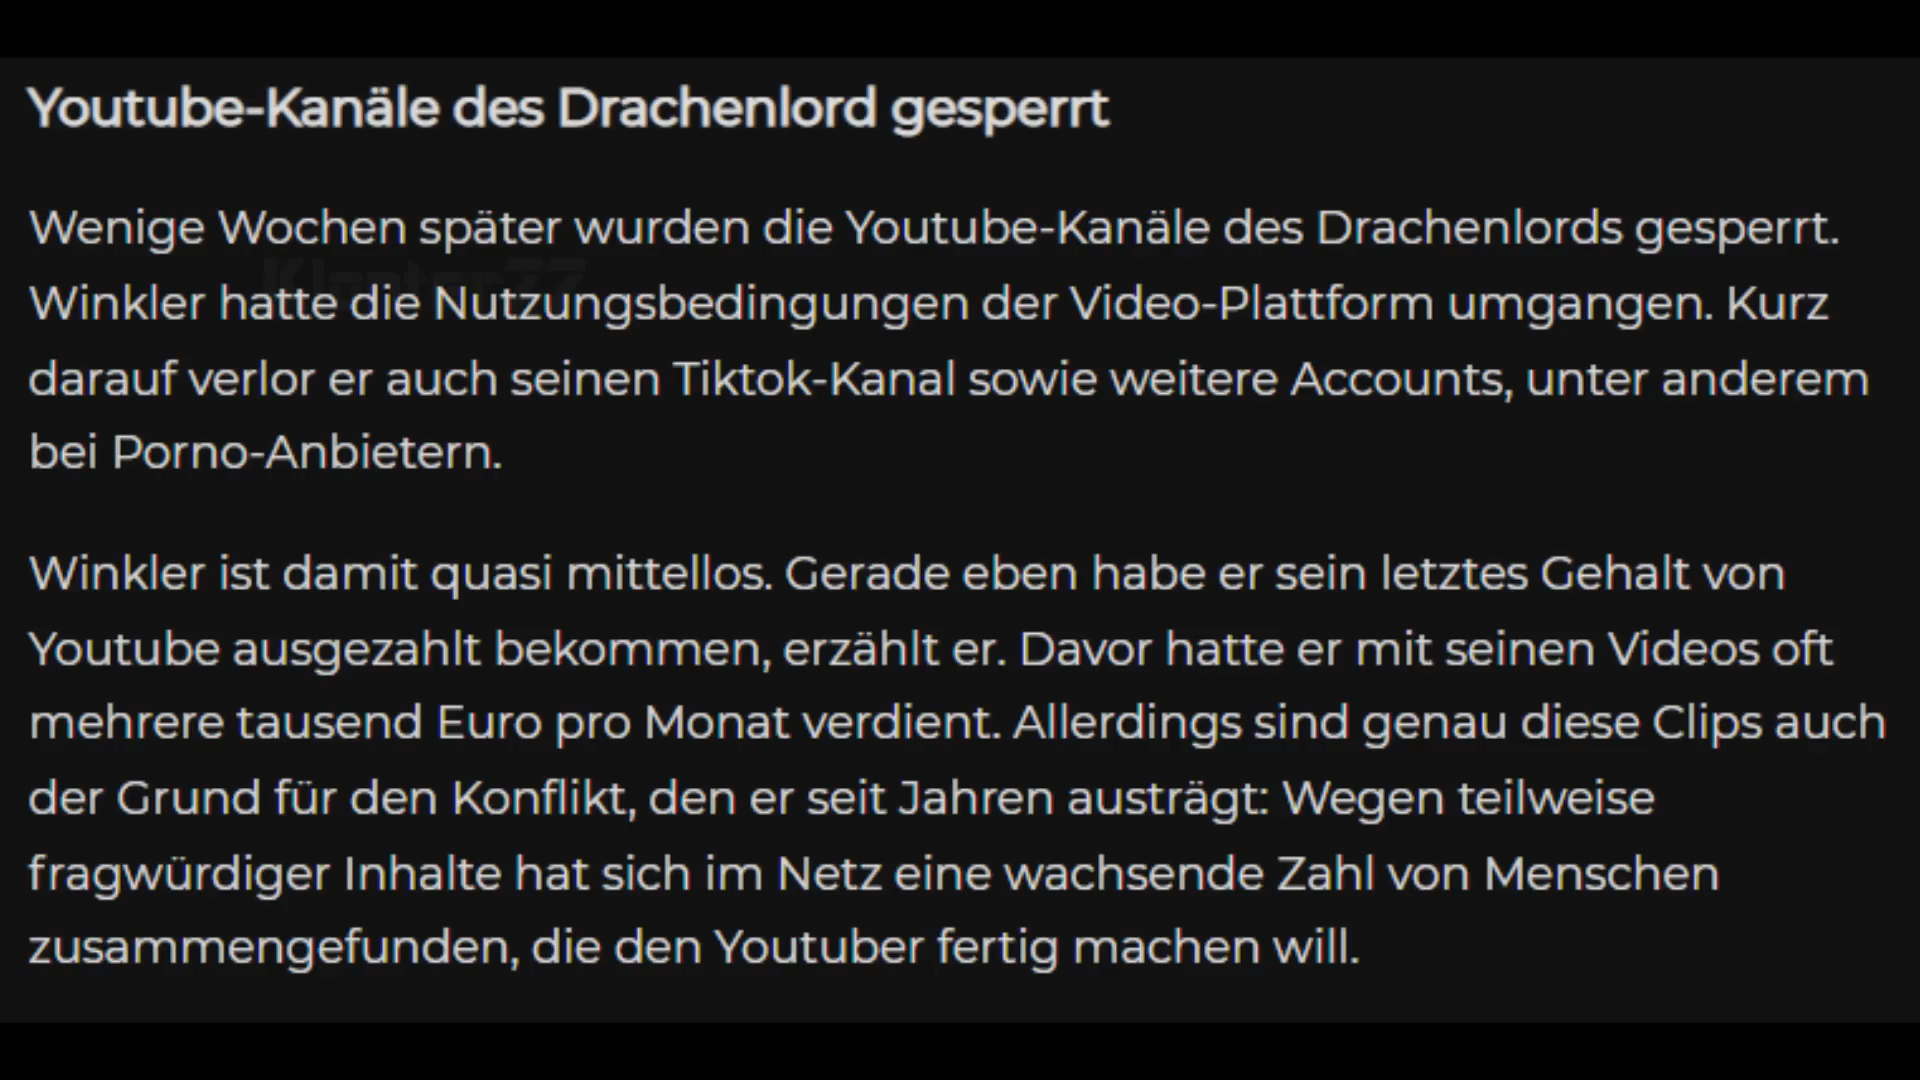 Youtube-Kanäle des Drachenlord gesperrt
Wenige Wochen später wurden die Youtube-Kanäle des Drachenlords gesperrt.
Winkler hatte die Nutzungsbedingungen der Video-Plattform umgangen. Kurz
darauf verlor er auch seinen Tiktok-Kanal sowie weitere Accounts, unter anderem
bei Porno-Anbietern.
Winkler ist damit quasi mittellos. Gerade eben habe er sein letztes Gehalt von
Youtube ausgezahlt bekommen, erzählt er. Davor hatte er mit seinen Videos oft
mehrere tausend Euro pro Monat verdient. Allerdings sind genau diese Clips auch
der Grund für den Konflikt, den er seit Jahren austrägt: Wegen teilweise
fragwürdiger Inhalte hat sich im Netz eine wachsende Zahl von Menschen
zusammengefunden, die den Youtuber fertig machen will.